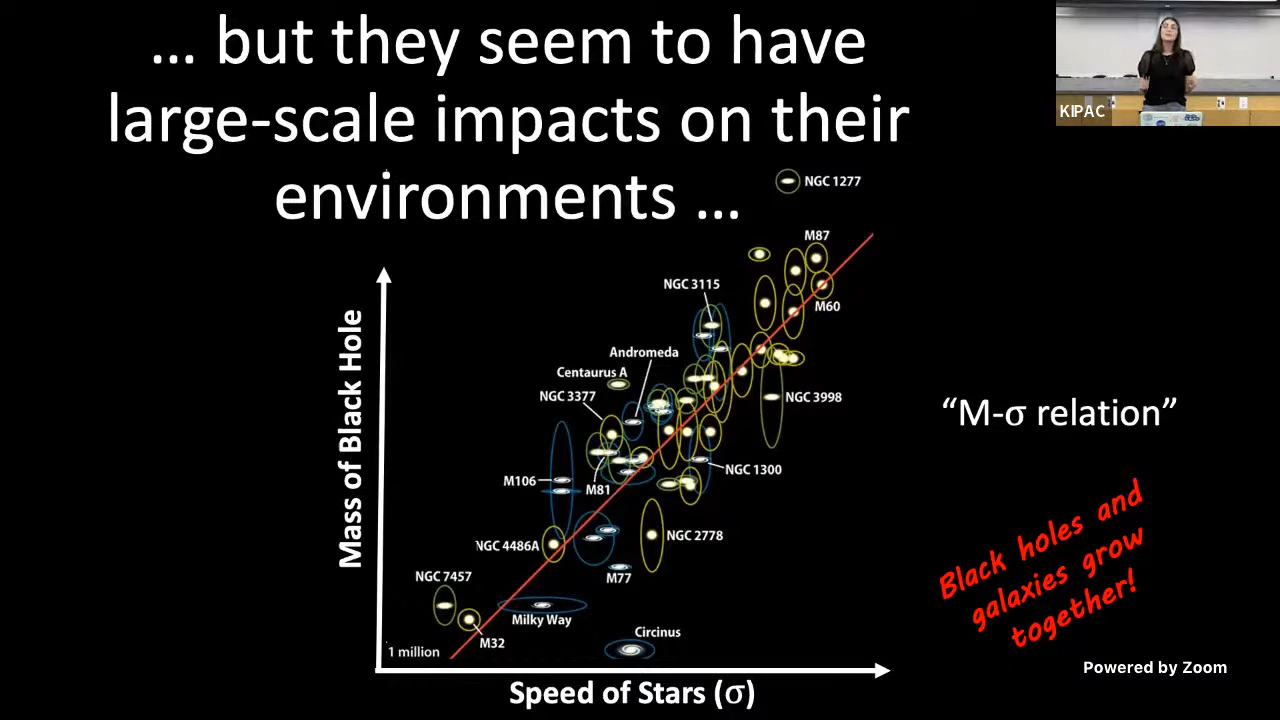 … but they seem to have
large-scale impacts on their
environments …
KIPAC
NGC 1277
M87
NGC 3115
M60
Andromeda
Centaurus A
NGC 3377
NGC 3998
M106
M81
NGC 1300
NGC 4486A
NGC 2778
NGC 7457
M77
Milky Way
M32
Circinus
1 million
Mass of Black Hole
Speed of Stars (σ)
“M-σ relation”
Black holes and
galaxies grow
together!
Powered by Zoom